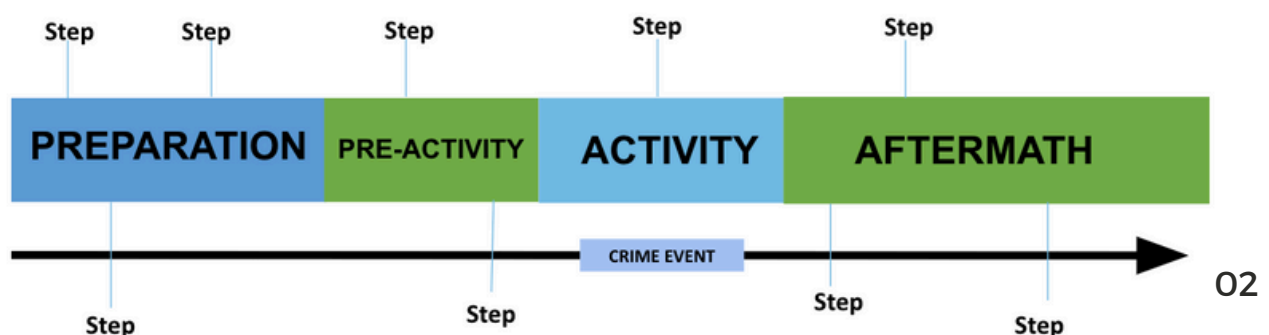 Step
Step
Step
Step
Step
PREPARATION
PRE-ACTIVITY
ACTIVITY
AFTERMATH
CRIME EVENT
02
Step
Step
Step
Step